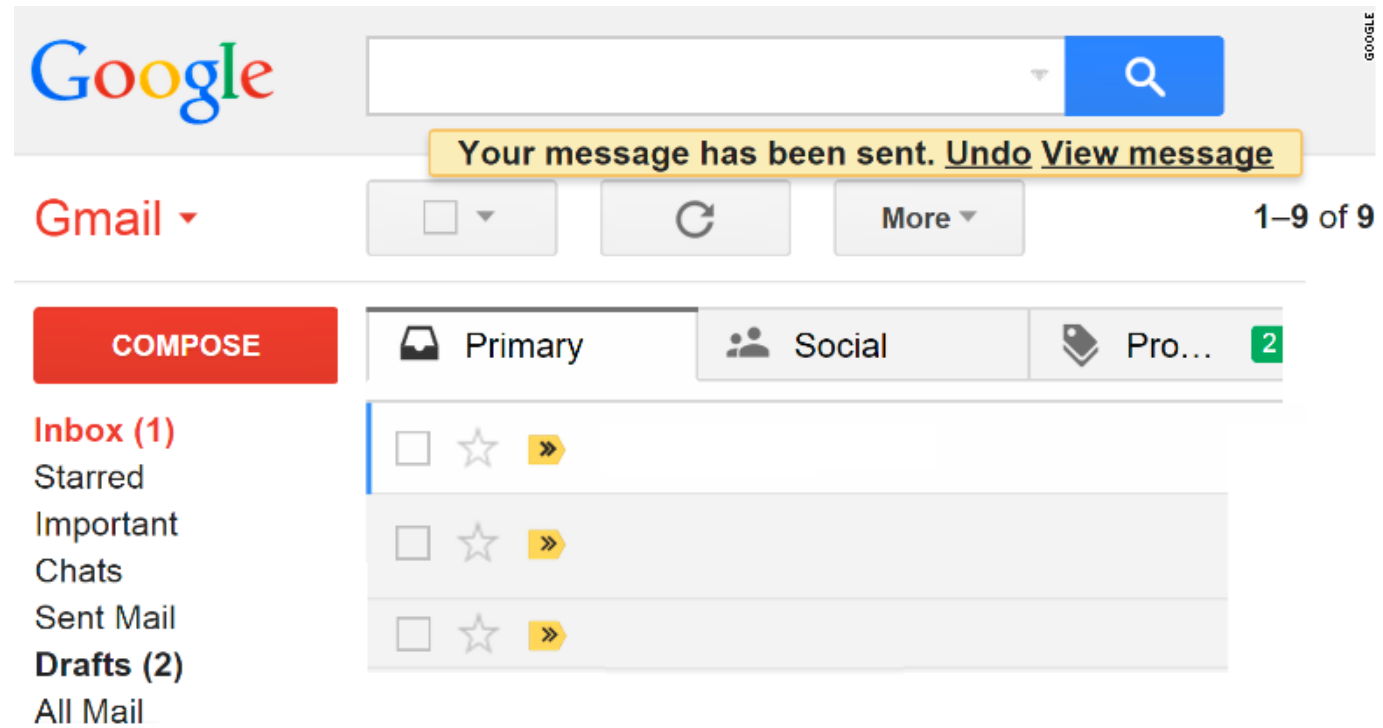 GOOGLE
Google
Your message has been sent. Undo View message
Gmail
More
1–9 of 9
COMPOSE
Primary
Social
Pro...
2
Inbox (1)
Starred
Important
Chats
Sent Mail
Drafts (2)
All Mail